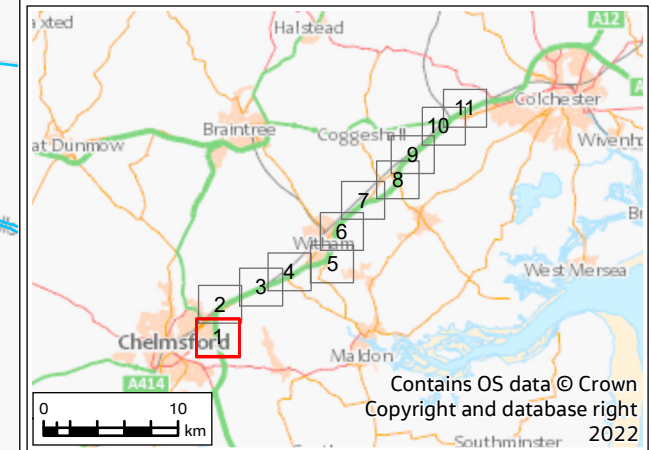 axted
Halstead
A12
Colchester
A
11
10
Coggeshall
Braintree
at Dunmow
Wivenho
9
8
7
6
Witham
5
4
3
2
1
Chelmsford
West Mersea
Br
Maldon
A414
Contains OS data © Crown
Copyright and database right
2022
0 10
km
Southminster